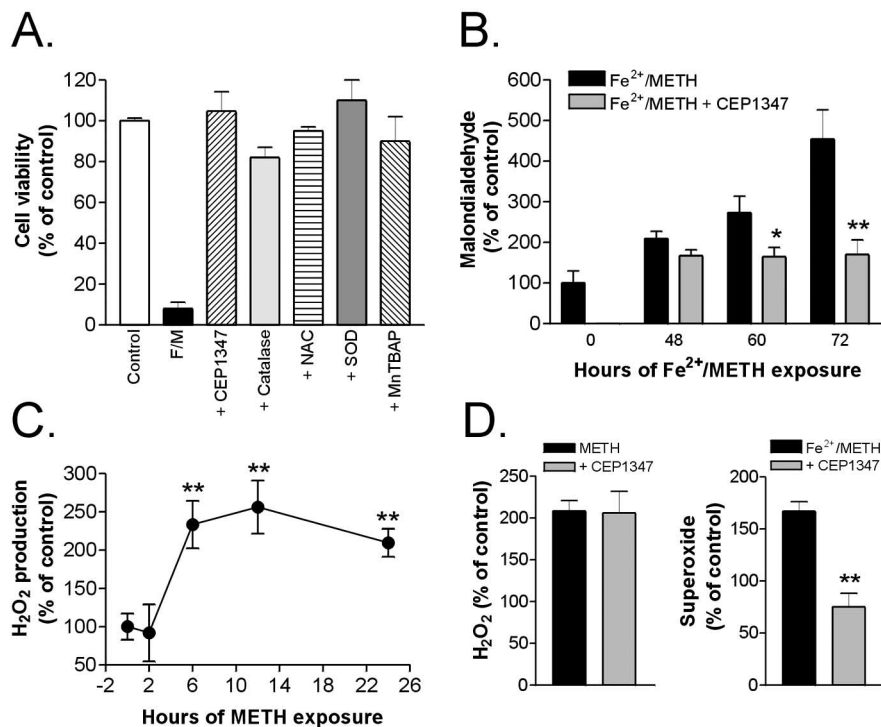 A.
120
100
80
60
40
20
0
Cell viability
(% of control)
Control
F/M
+ CEP1347
+ Catalase
+ NAC
+ SOD
+ MnTBAP
B.
Fe²⁺/METH
Fe²⁺/METH + CEP1347
600
500
400
300
200
100
0
Malondialdehyde
(% of control)
*
**
0
48
60
72
Hours of Fe²⁺/METH exposure
C.
300
250
200
150
100
50
H₂O₂ production
(% of control)
**
**
**
-2
2
6
10
14
18
22
26
Hours of METH exposure
D.
METH
+ CEP1347
250
200
150
100
50
0
H₂O₂ (% of control)
Fe²⁺/METH
+ CEP1347
200
150
100
50
0
Superoxide
(% of control)
**